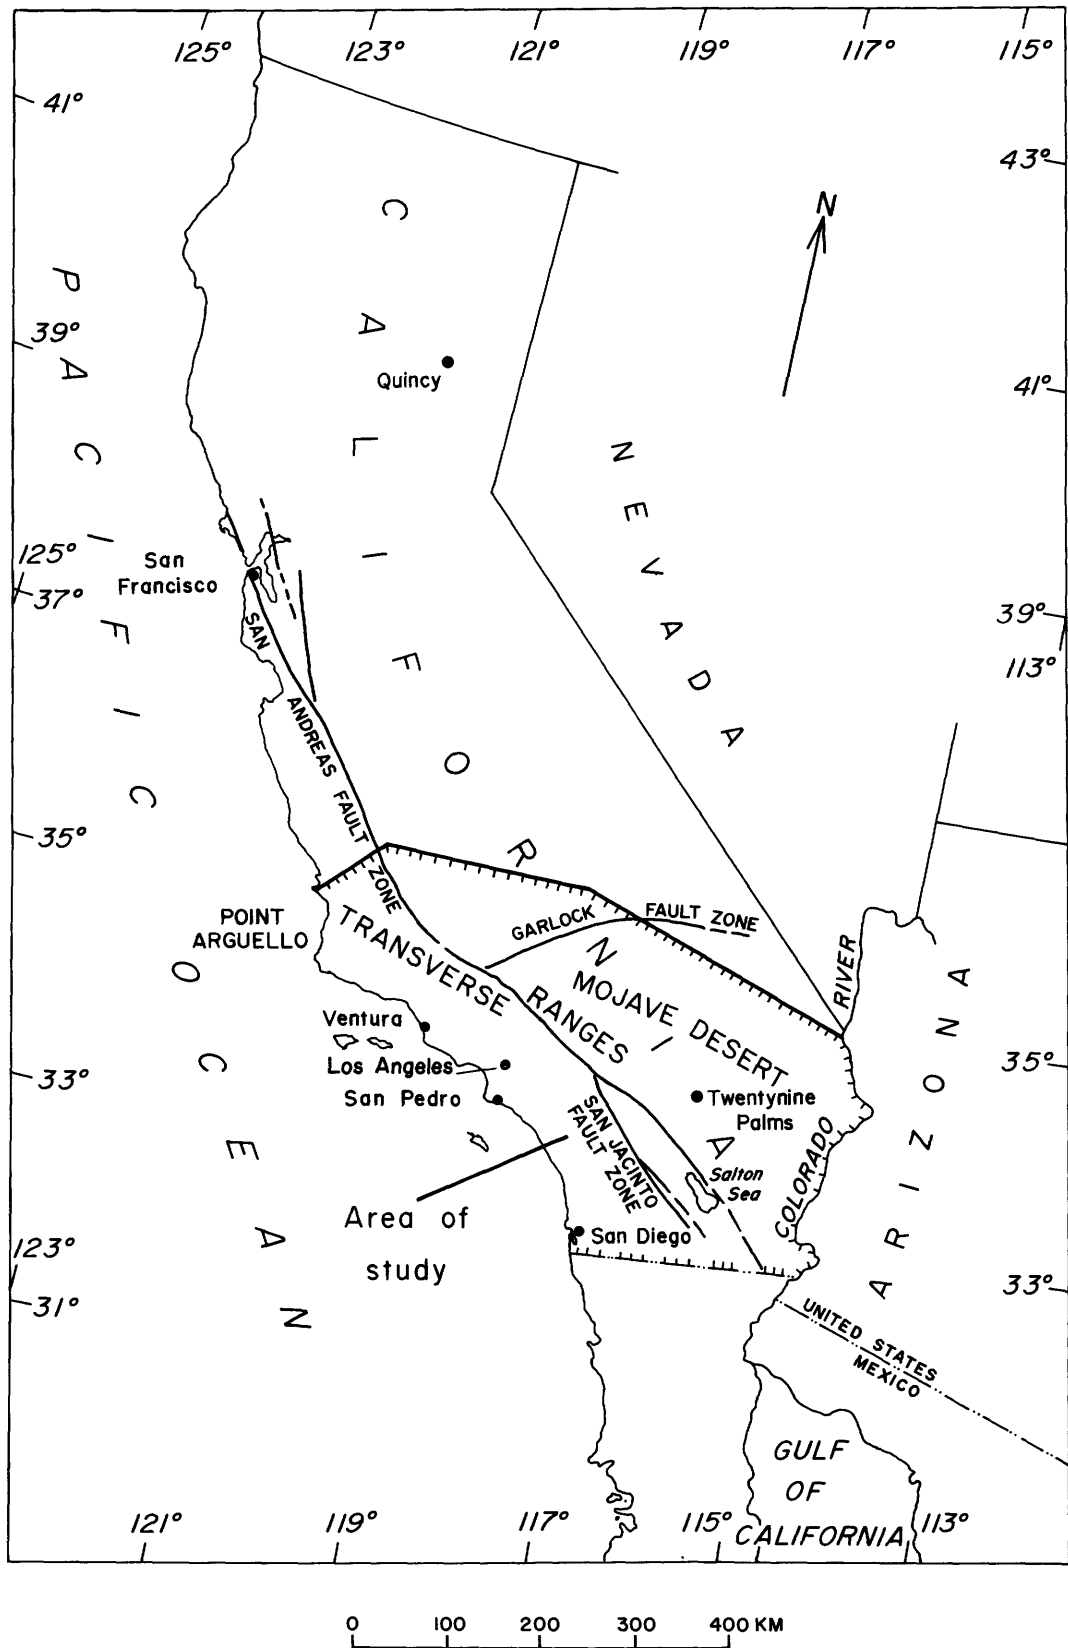 125° 123° 121° 119° 117° 115°
41°
43°
N
CALIFORNIA
PACIFIC OCEAN
39°
Quincy
41°
NEVADA
125°
37°
San
Francisco
39°
113°
SAN ANDREAS FAULT ZONE
35°
POINT
ARGUELLO
TRANSVERSE RANGES
GARLOCK FAULT ZONE
MOJAVE DESERT
COLORADO RIVER
ARIZONA
Ventura
Los Angeles
San Pedro
33°
35°
Twentynine
Palms
SAN JACINTO
FAULT ZONE
Salton
Sea
Area of
study
San Diego
123°
31°
33°
UNITED STATES
MEXICO
GULF
OF
CALIFORNIA
121° 119° 117° 115° 113°
0 100 200 300 400 KM